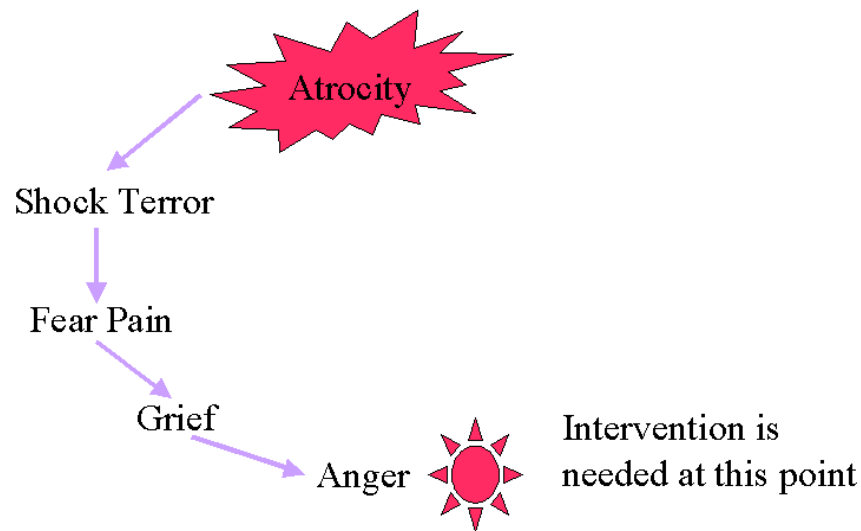 Atrocity
Shock Terror
Fear Pain
Grief
Anger
Intervention is
needed at this point